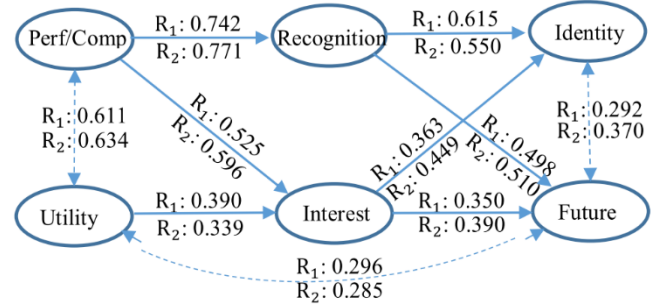 Perf/Comp
R₁: 0.742
R₂: 0.771
Recognition
R₁: 0.615
R₂: 0.550
Identity
R₁: 0.611
R₂: 0.634
R₁: 0.525
R₂: 0.596
R₁: 0.363
R₂: 0.449
R₁: 0.498
R₂: 0.510
R₁: 0.292
R₂: 0.370
Utility
R₁: 0.390
R₂: 0.339
Interest
R₁: 0.350
R₂: 0.390
Future
R₁: 0.296
R₂: 0.285